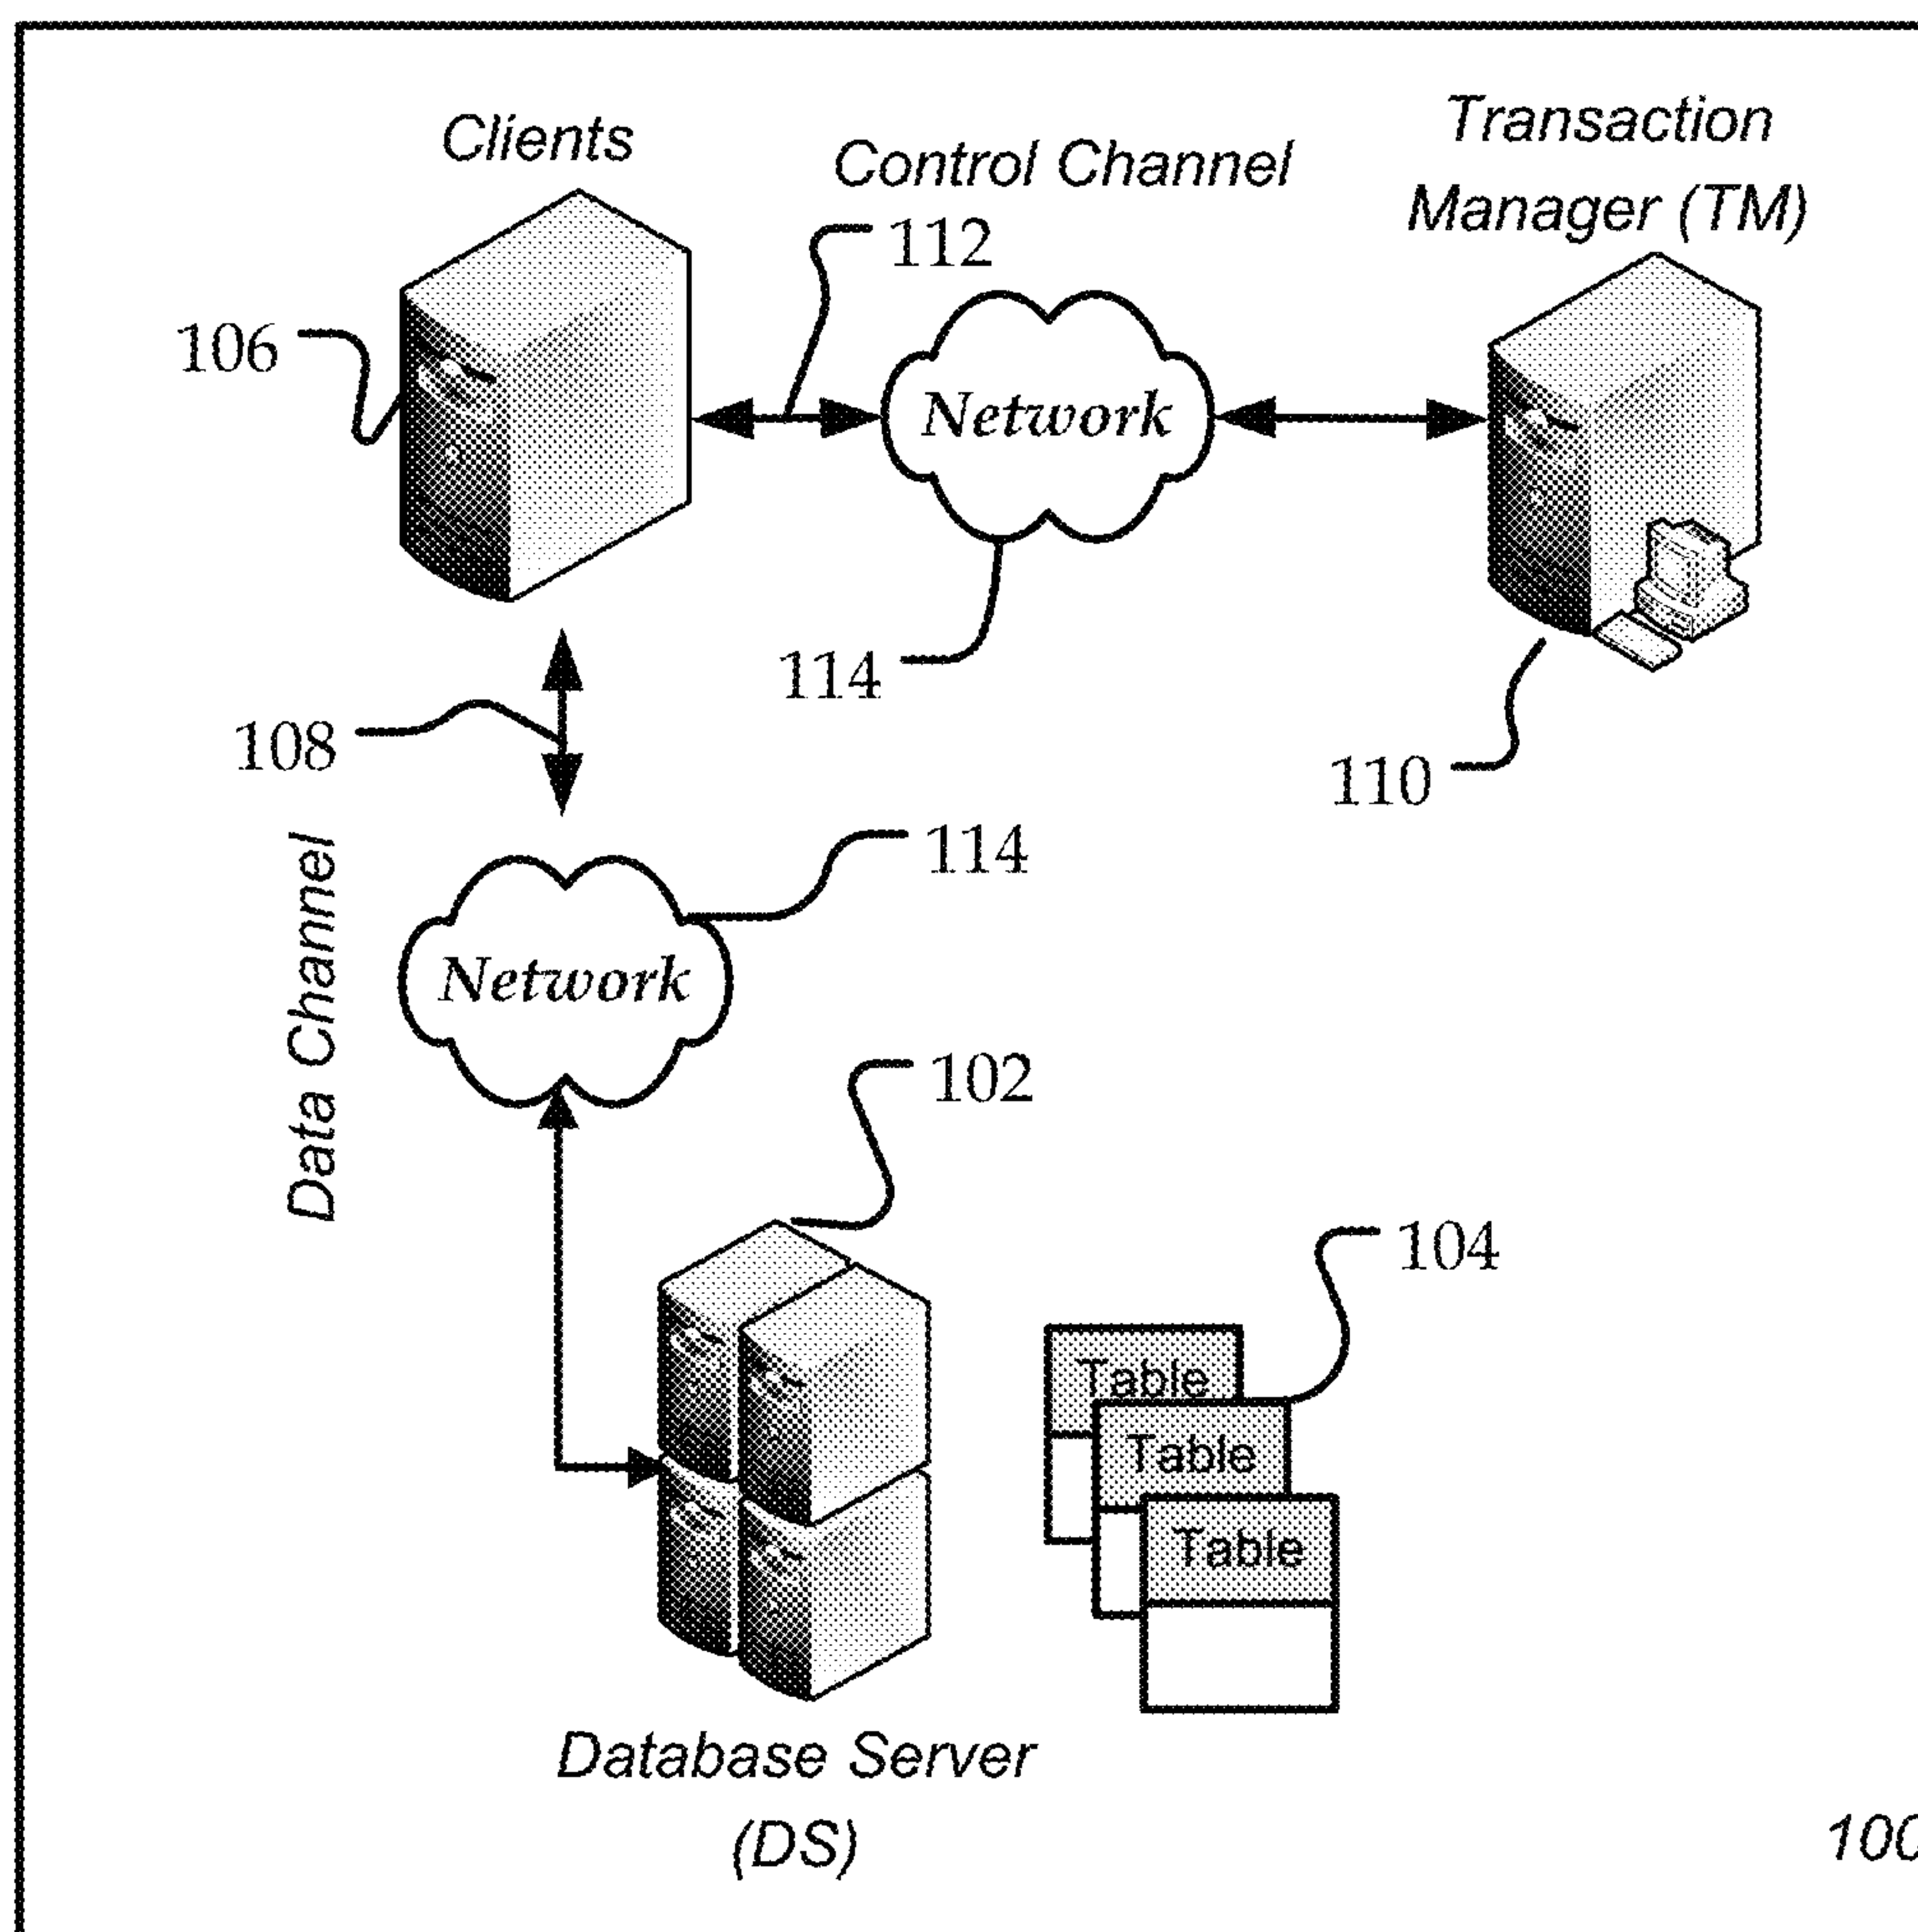 Clients
Control Channel
Transaction
Manager (TM)
112
106
Network
114
110
108
Data Channel
114
Network
102
104
Table
Table
Table
Database Server
(DS)
100